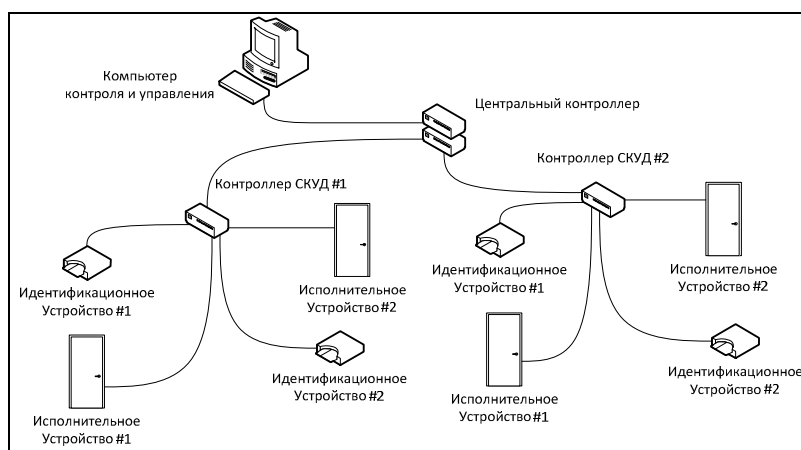 Компьютер
контроля и управления
Центральный контроллер
Контроллер СКУД #2
Контроллер СКУД #1
Идентификационное
Устройство #1
Исполнительное
Устройство #2
Идентификационное
Устройство #1
Исполнительное
Устройство #2
Исполнительное
Устройство #1
Идентификационное
Устройство #2
Исполнительное
Устройство #1
Идентификационное
Устройство #2